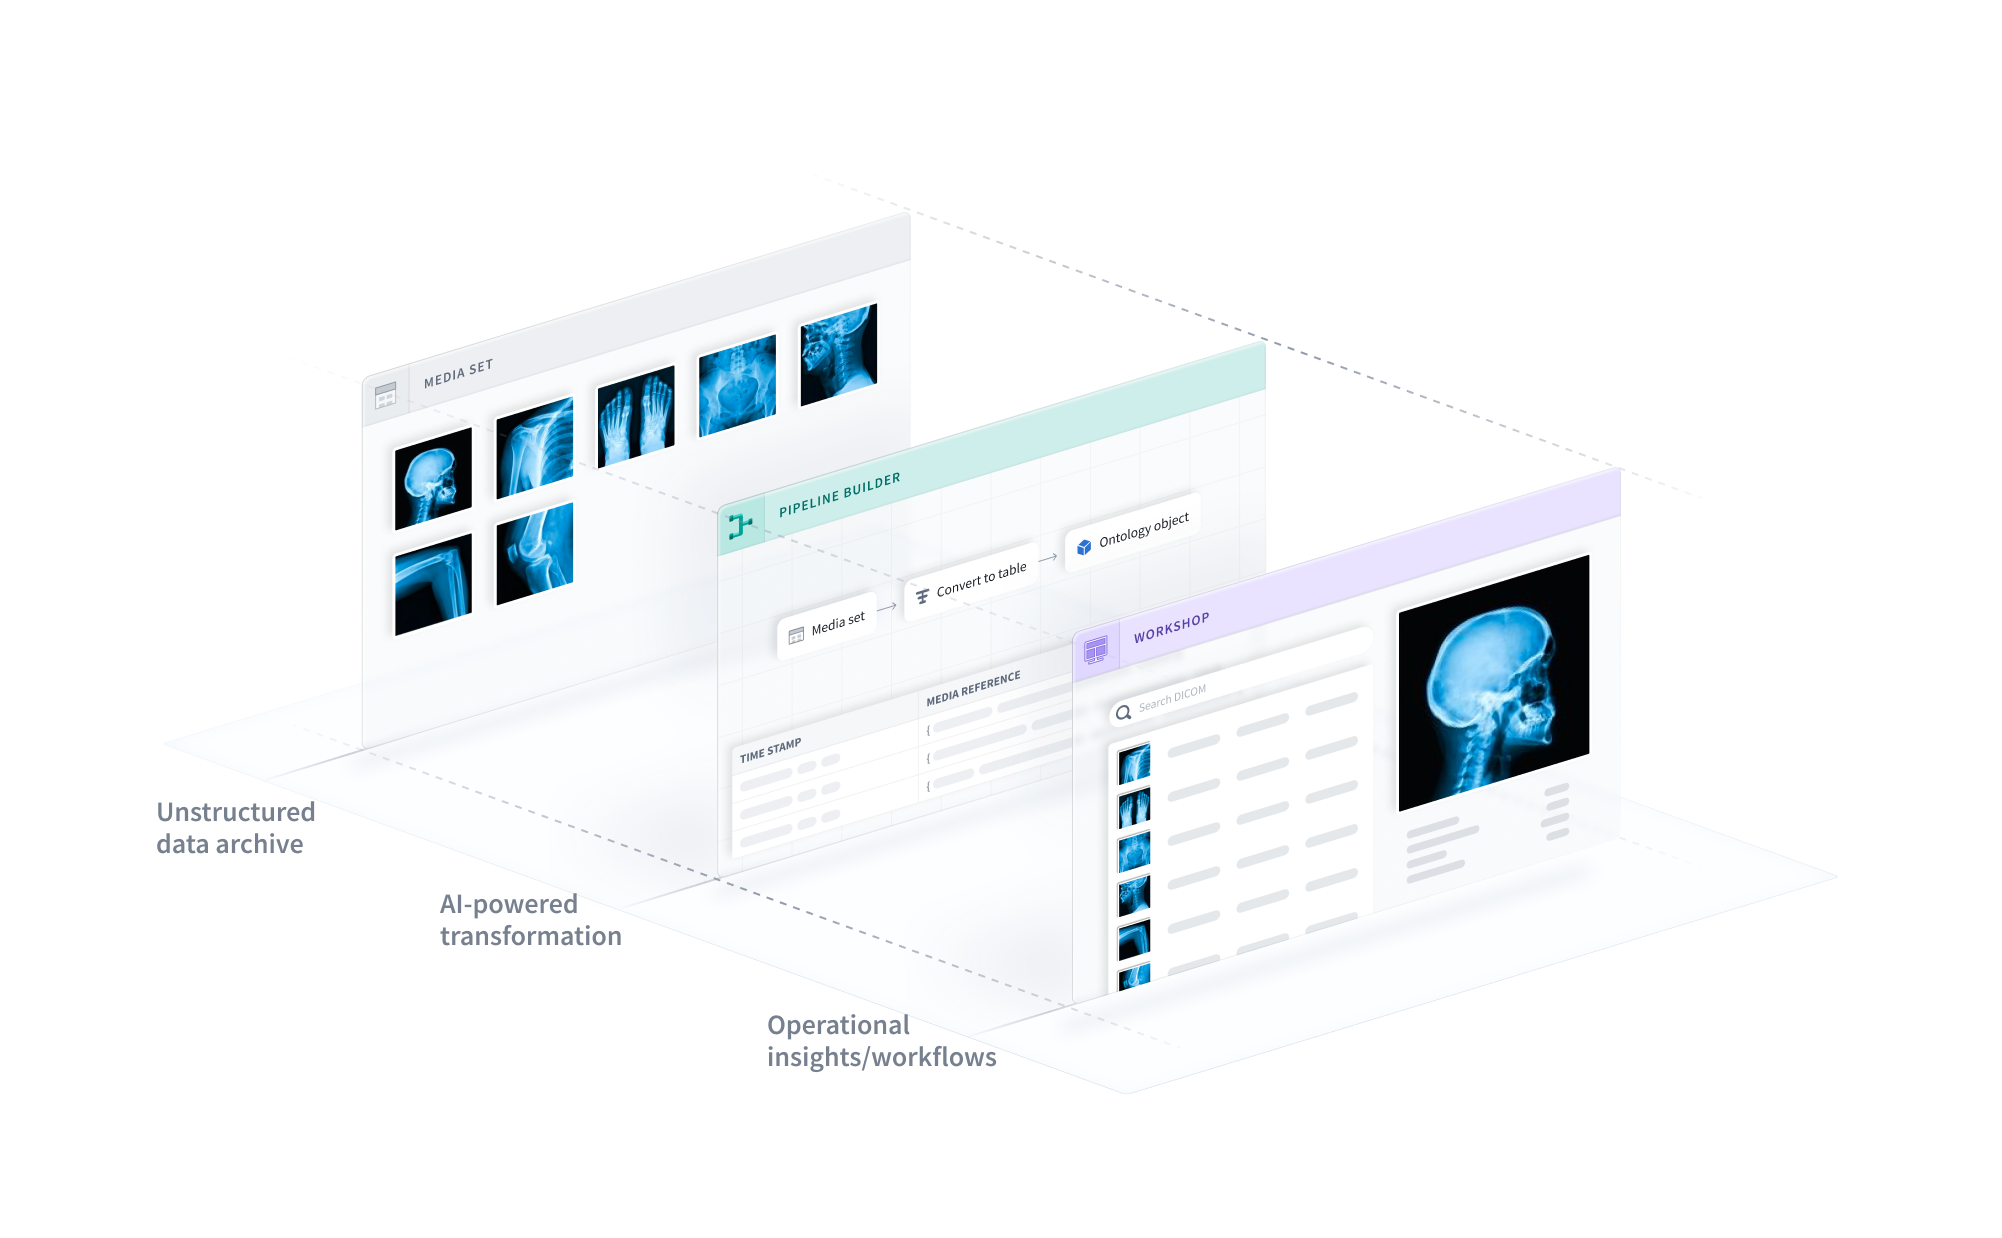 MEDIA SET
PIPELINE BUILDER
Media set
Convert to table
Ontology object
TIME STAMP
MEDIA REFERENCE
{
{
{
WORKSHOP
Search DICOM
Unstructured
data archive
AI-powered
transformation
Operational
insights/workflows